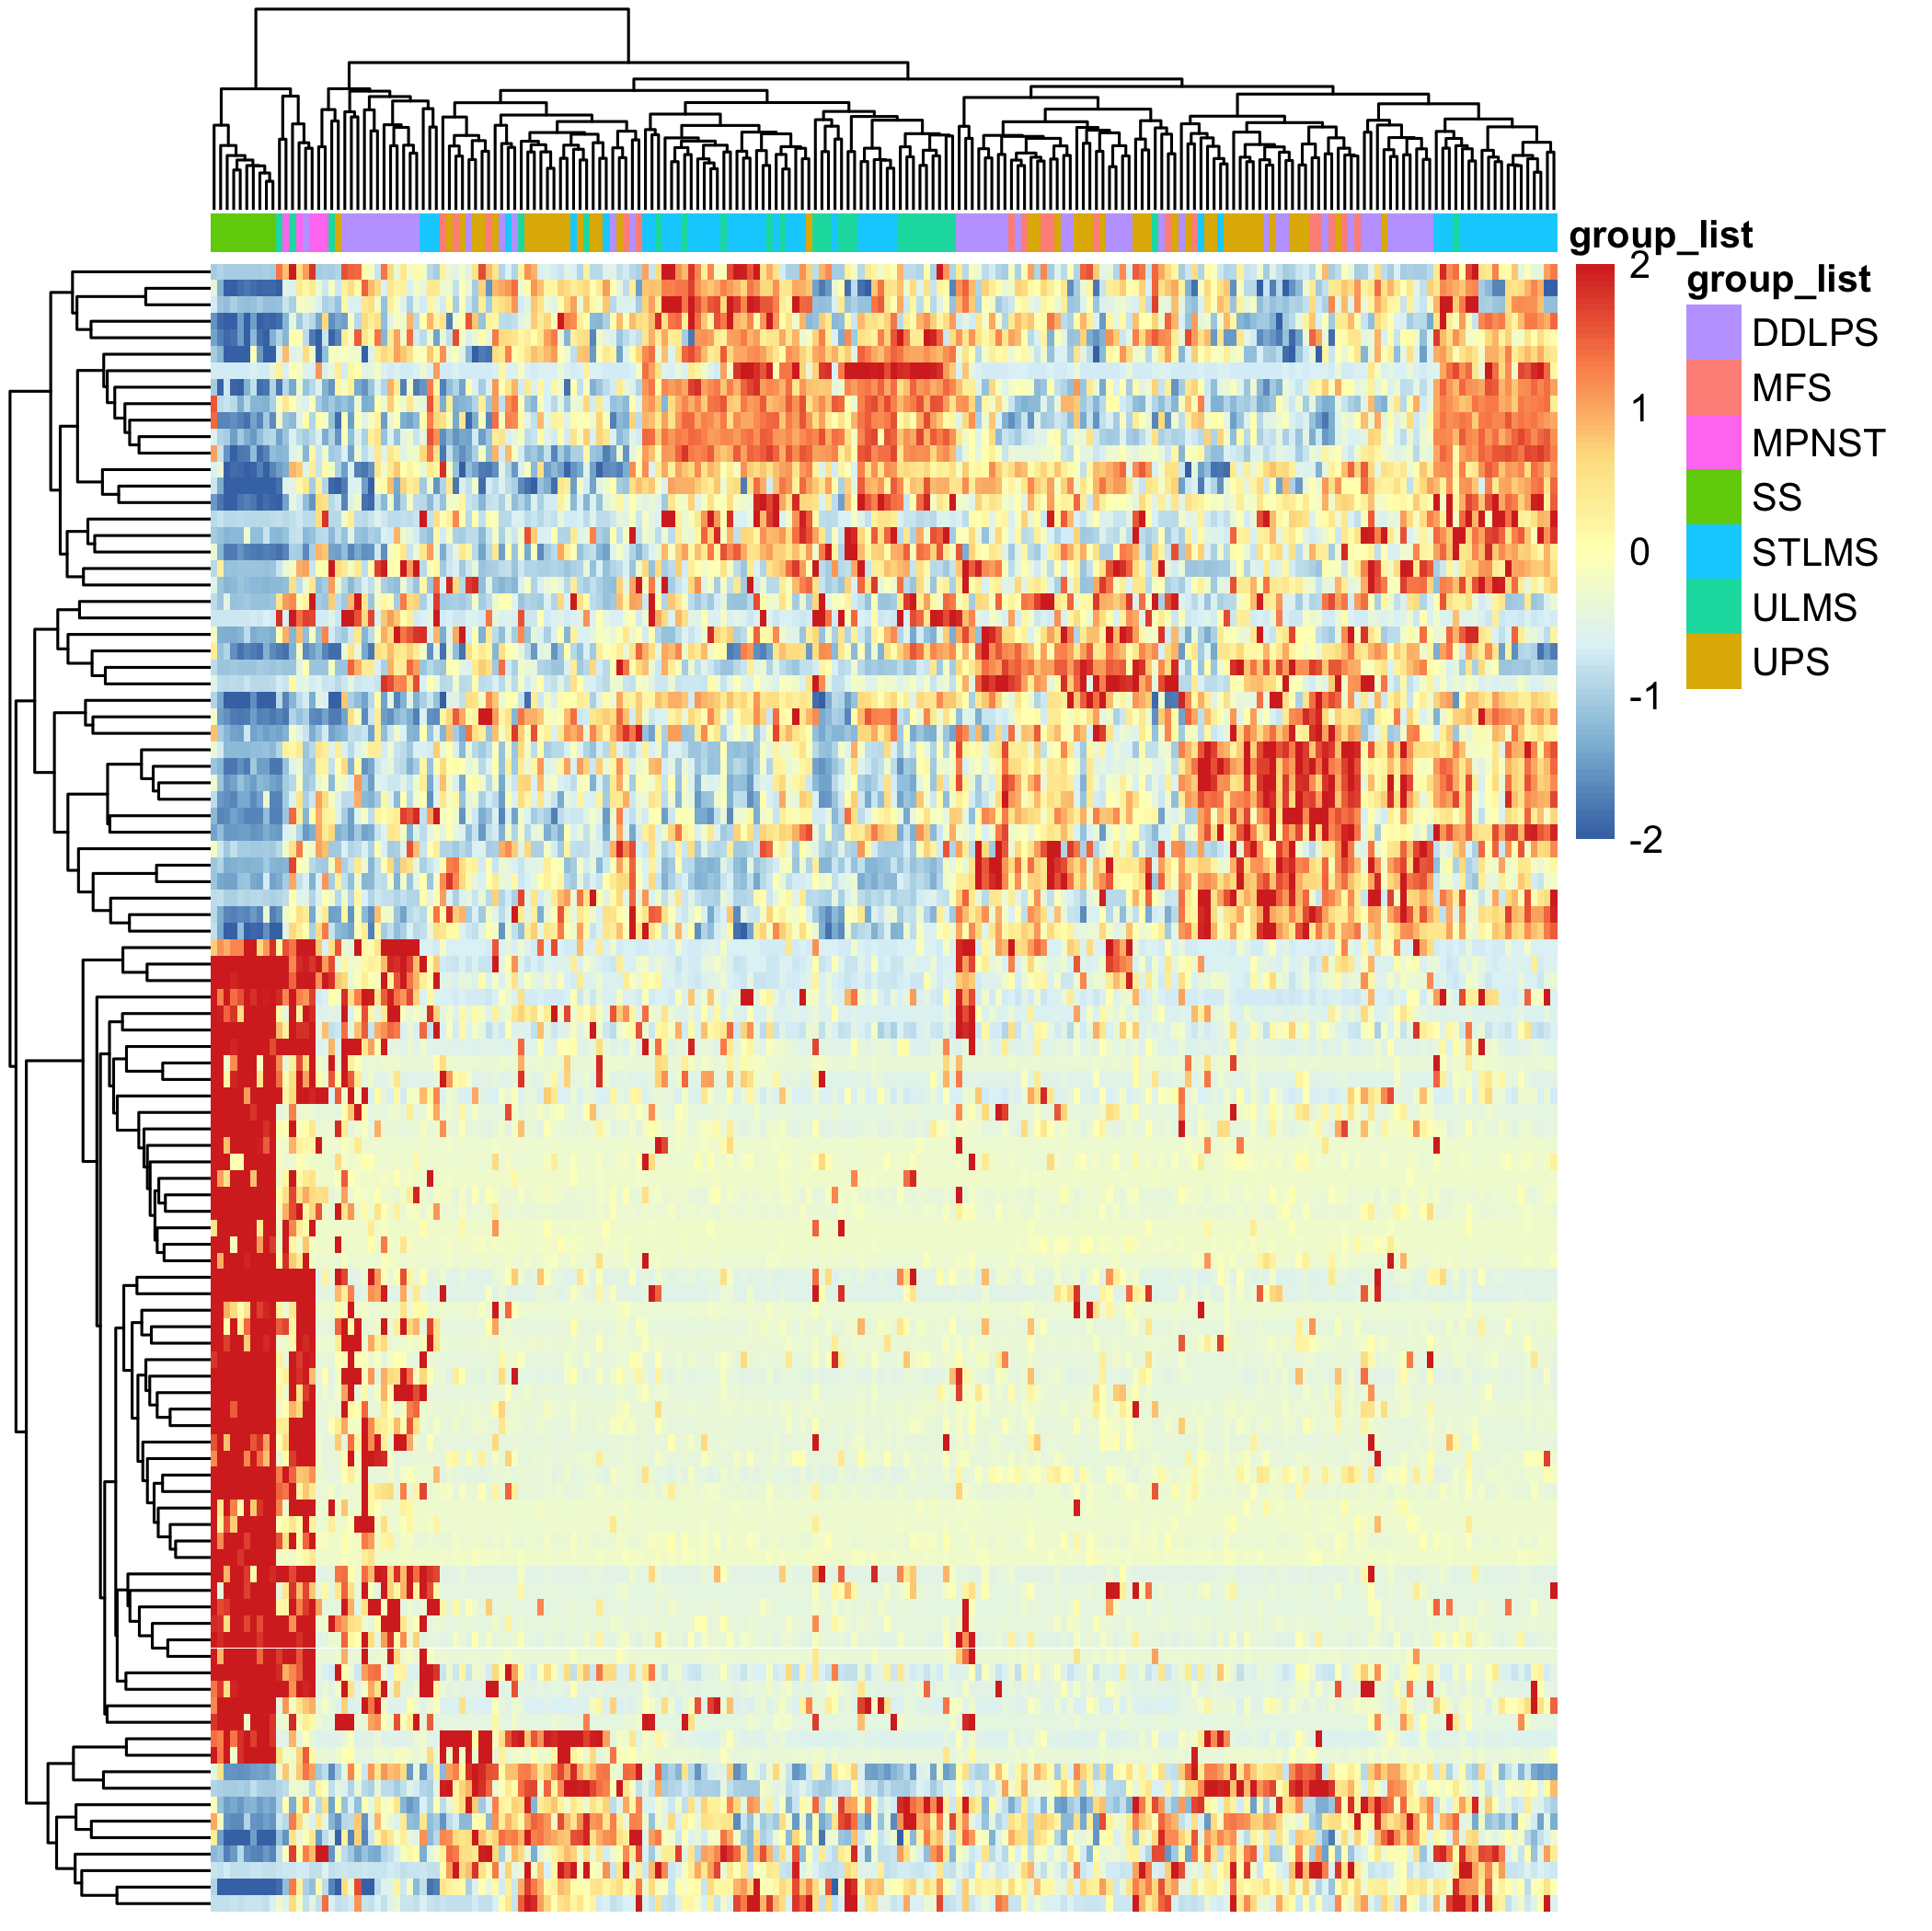 group_list
2
1
0
-1
-2
group_list
DDLPS
MFS
MPNST
SS
STLMS
ULMS
UPS